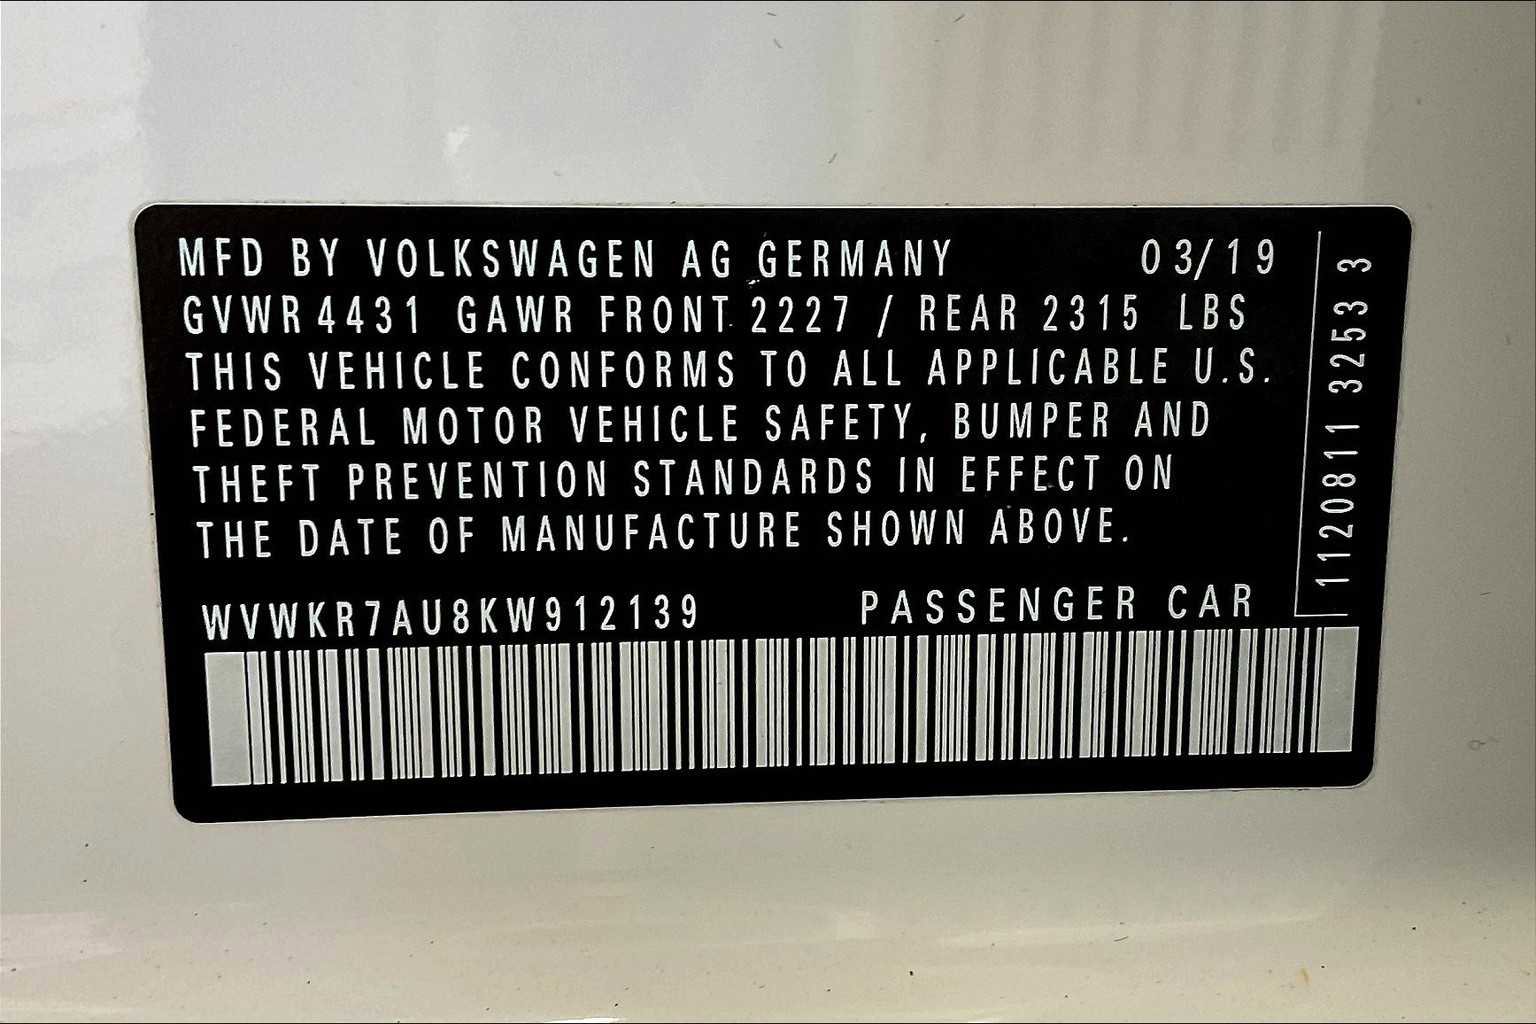 MFD BY VOLKSWAGEN AG GERMANY 03/19
GVWR 4431 GAWR FRONT 2227 / REAR 2315 LBS
THIS VEHICLE CONFORMS TO ALL APPLICABLE U.S.
FEDERAL MOTOR VEHICLE SAFETY, BUMPER AND
THEFT PREVENTION STANDARDS IN EFFECT ON
THE DATE OF MANUFACTURE SHOWN ABOVE.
WVWKR7AU8KW912139 PASSENGER CAR
1120811 3253 3